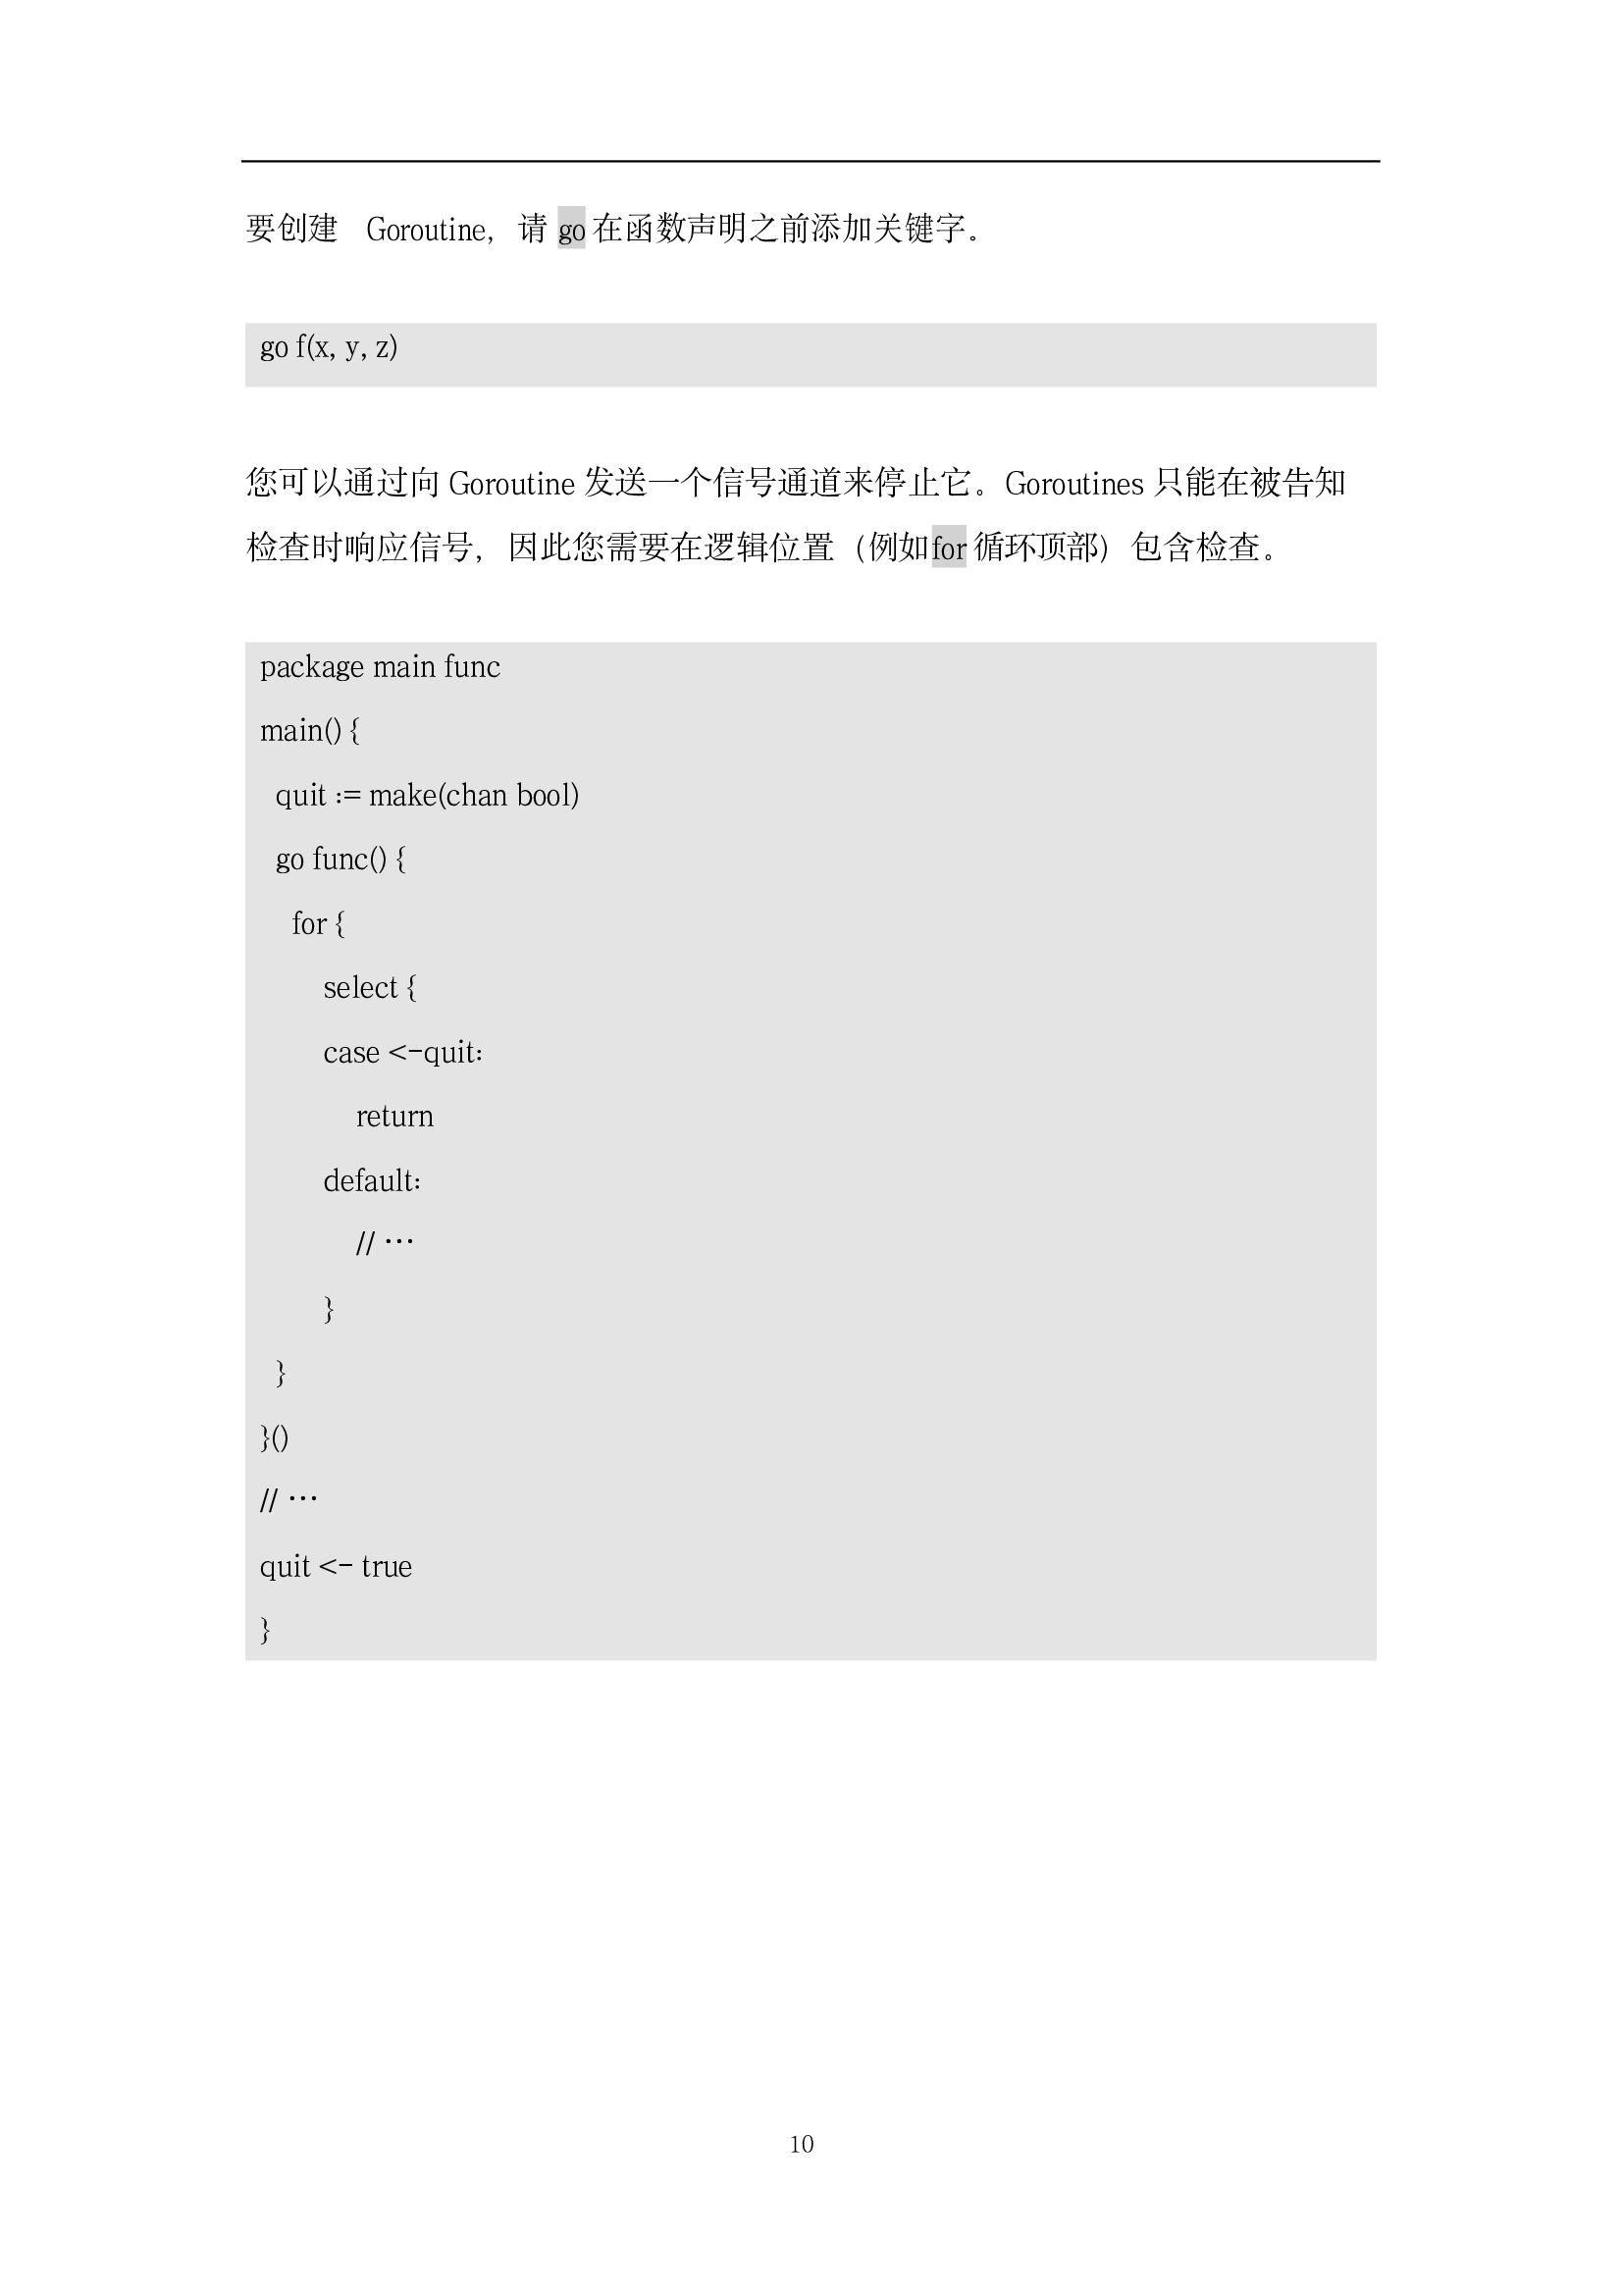 要创建 Goroutine，请 go 在函数声明之前添加关键字。
go f(x, y, z)
您可以通过向 Goroutine 发送一个信号通道来停止它。Goroutines 只能在被告知
检查时响应信号，因此您需要在逻辑位置（例如for 循环顶部）包含检查。
package main func
main() {
quit := make(chan bool)
go func() {
for {
select {
case <-quit:
return
default:
// …
}
}
}()
// …
quit <- true
}
10